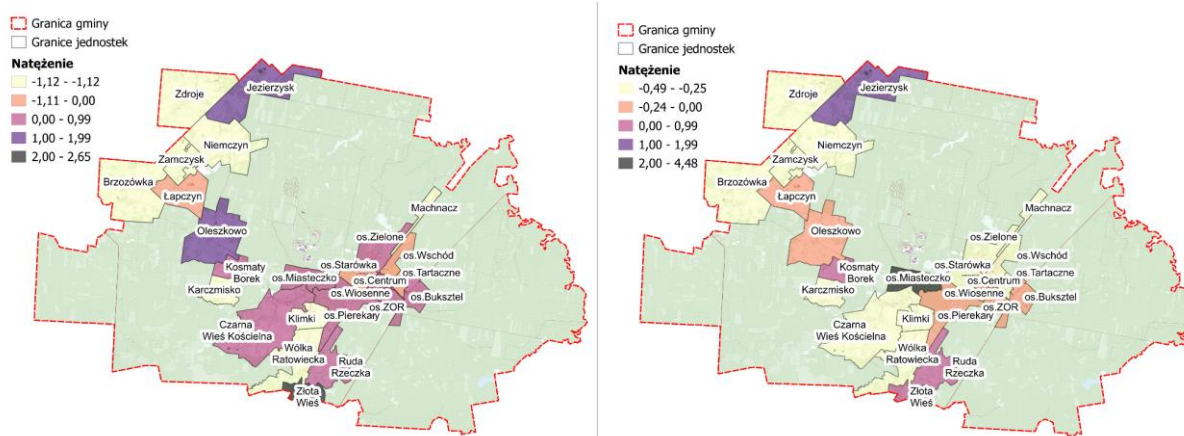 Granica gminy
Granice jednostek
Natężenie
-1,12 - -1,12
-1,11 - 0,00
0,00 - 0,99
1,00 - 1,99
2,00 - 2,65
Jezierzysk
Zdroje
Niemczyn
Zamczysk
Brzozówka
Łapczyn
Machnacz
Oleszkowo
os.Zielone
os.Wschód
os.Starówka
Kosmaty
Borek
os.Tartaczne
os.Miasteczko
os.Centrum
Karczmisko
os.Wiosenne
os.Buksztel
os.ZOR
Klimki
os.Pierekały
Czarna
Wieś Kościelna
Wólka
Ratowiecka
Ruda
Rzeczka
Złota
Wieś
Granica gminy
Granice jednostek
Natężenie
-0,49 - -0,25
-0,24 - 0,00
0,00 - 0,99
1,00 - 1,99
2,00 - 4,48
Jezierzysk
Zdroje
Niemczyn
Zamczysk
Brzozówka
Łapczyn
Machnacz
Oleszkowo
os.Zielone
os.Wschód
os.Starówka
Kosmaty
Borek
os.Tartaczne
os.Miasteczko
os.Centrum
Karczmisko
os.Wiosenne
os.Buksztel
os.ZOR
Klimki
os.Pierekały
Czarna
Wieś Kościelna
Wólka
Ratowiecka
Ruda
Rzeczka
Złota
Wieś